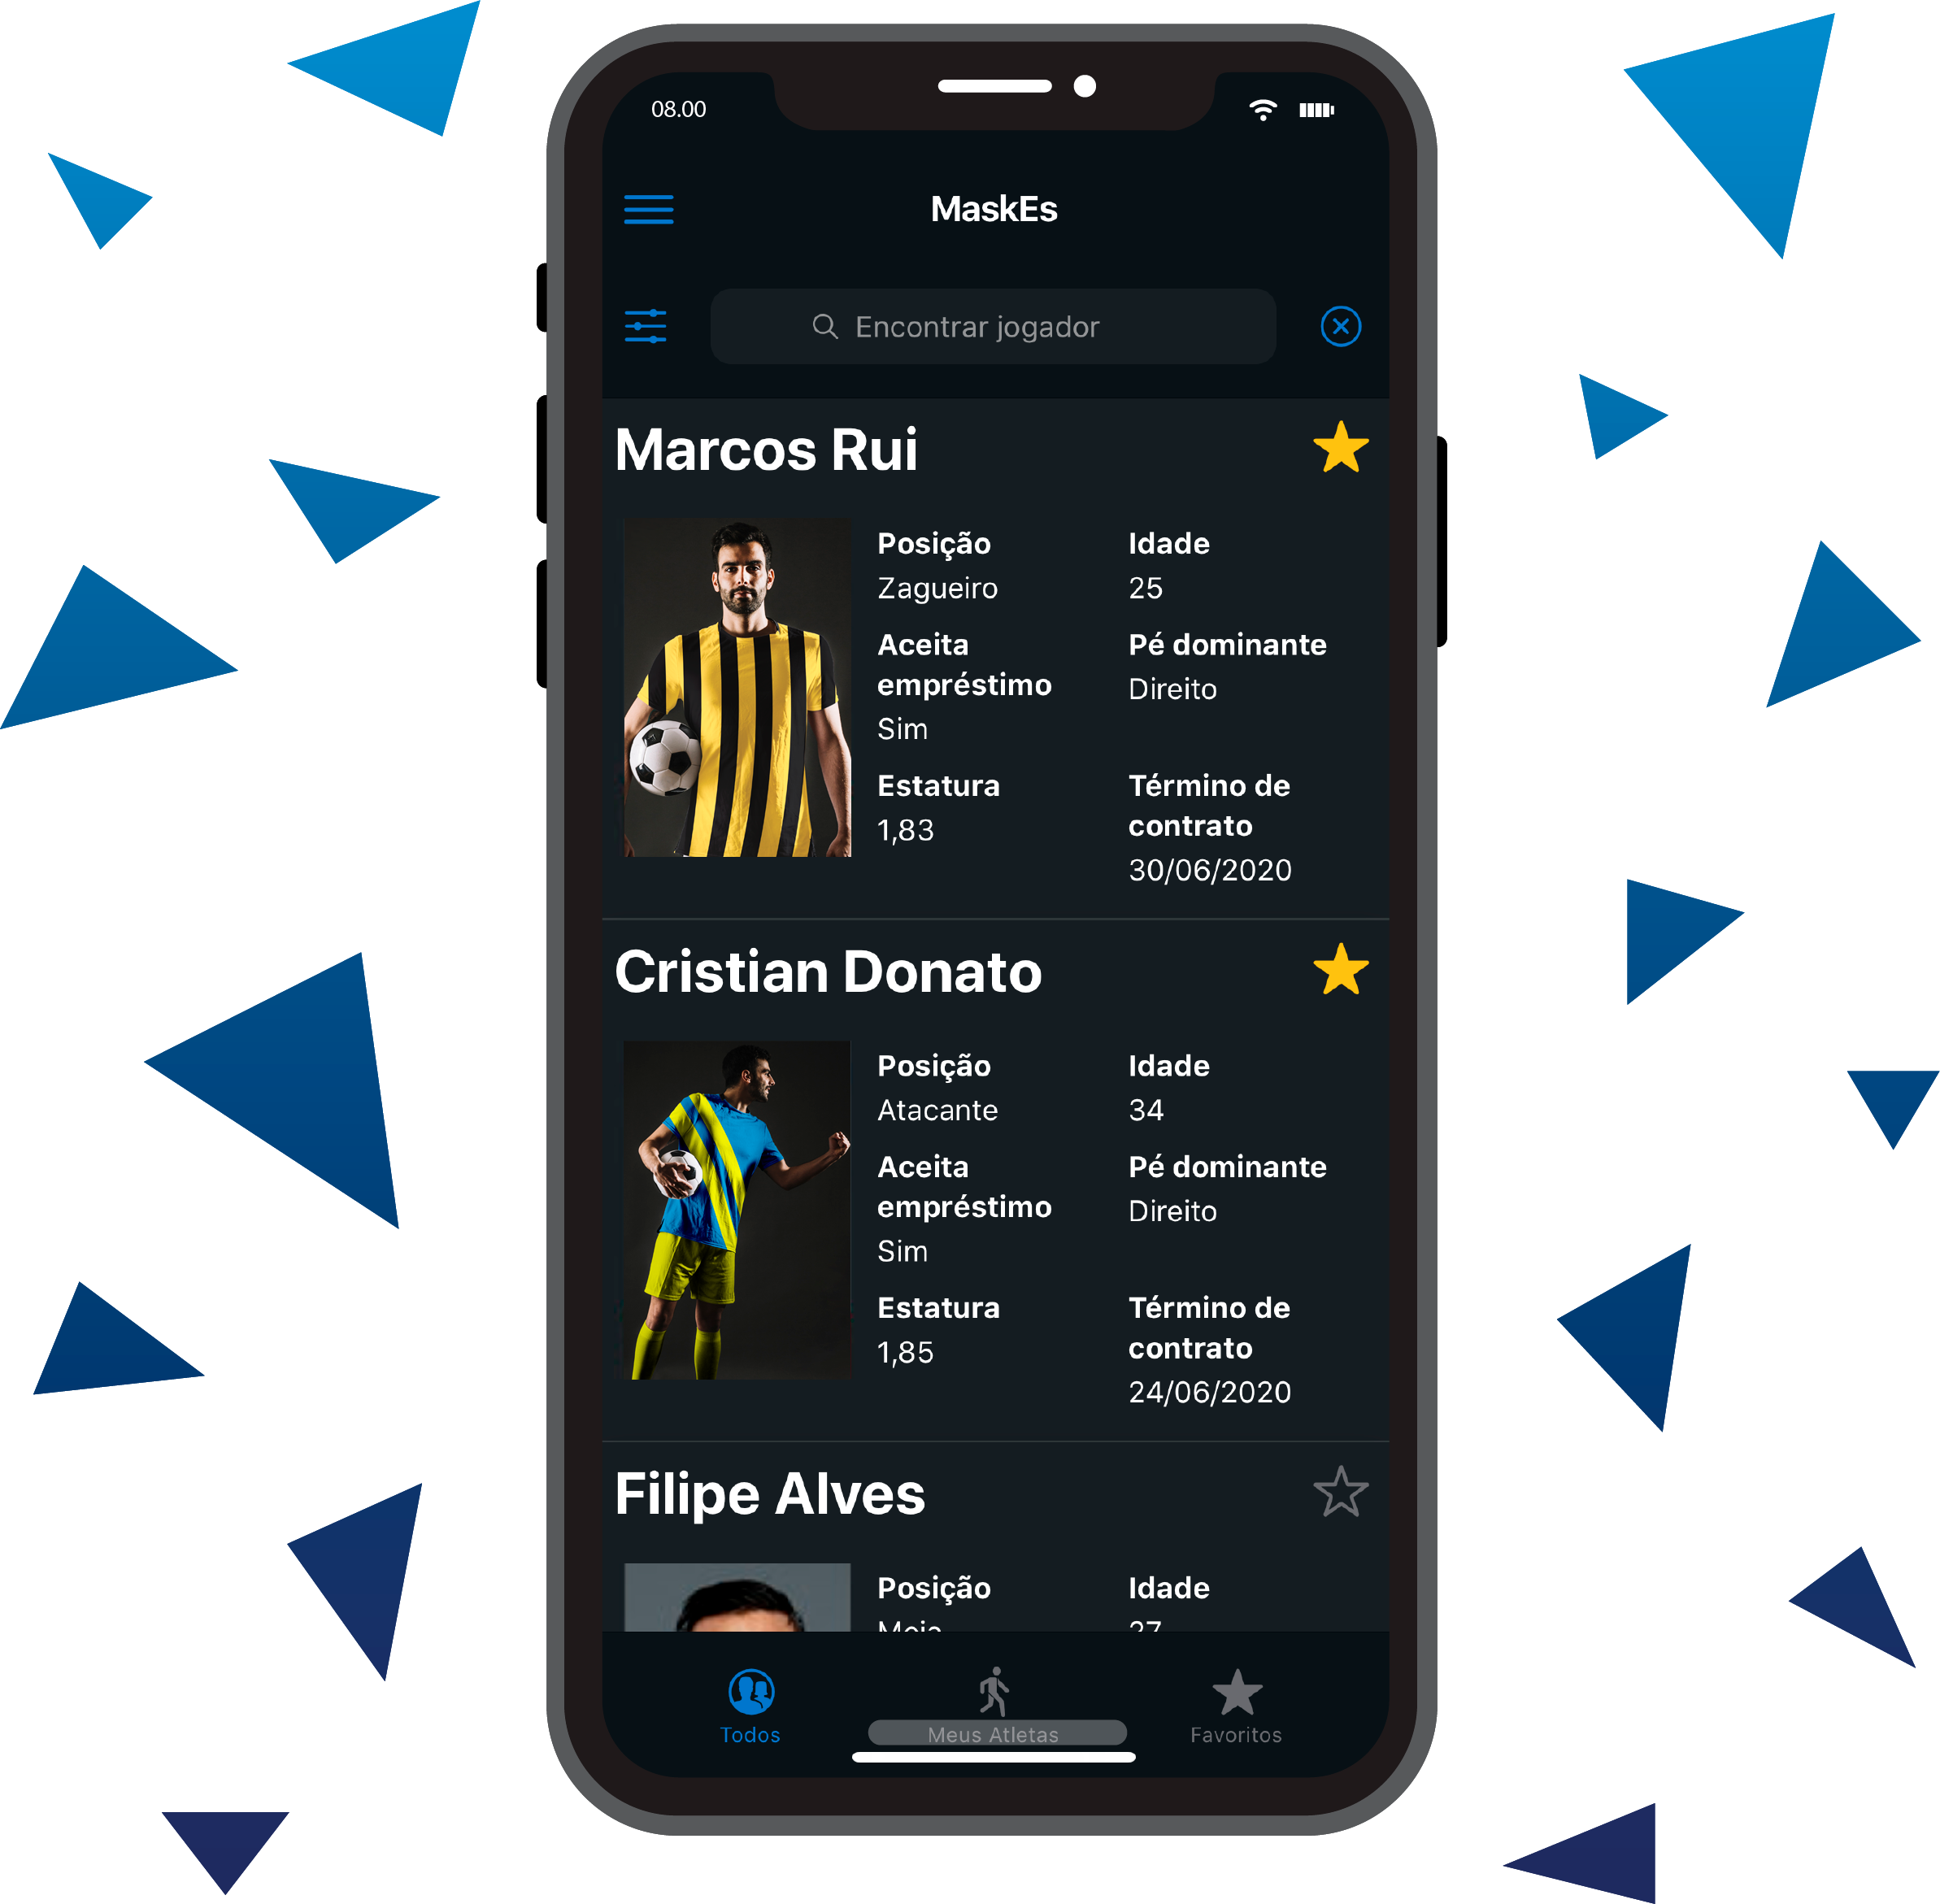 08.00
MaskEs
Encontrar jogador
Marcos Rui
Posição
Zagueiro
Idade
25
Aceita
empréstimo
Sim
Pé dominante
Direito
Estatura
1,83
Término de
contrato
30/06/2020
Cristian Donato
Posição
Atacante
Idade
34
Aceita
empréstimo
Sim
Pé dominante
Direito
Estatura
1,85
Término de
contrato
24/06/2020
Filipe Alves
Posição
Meia
Idade
27
Todos
Meus Atletas
Favoritos